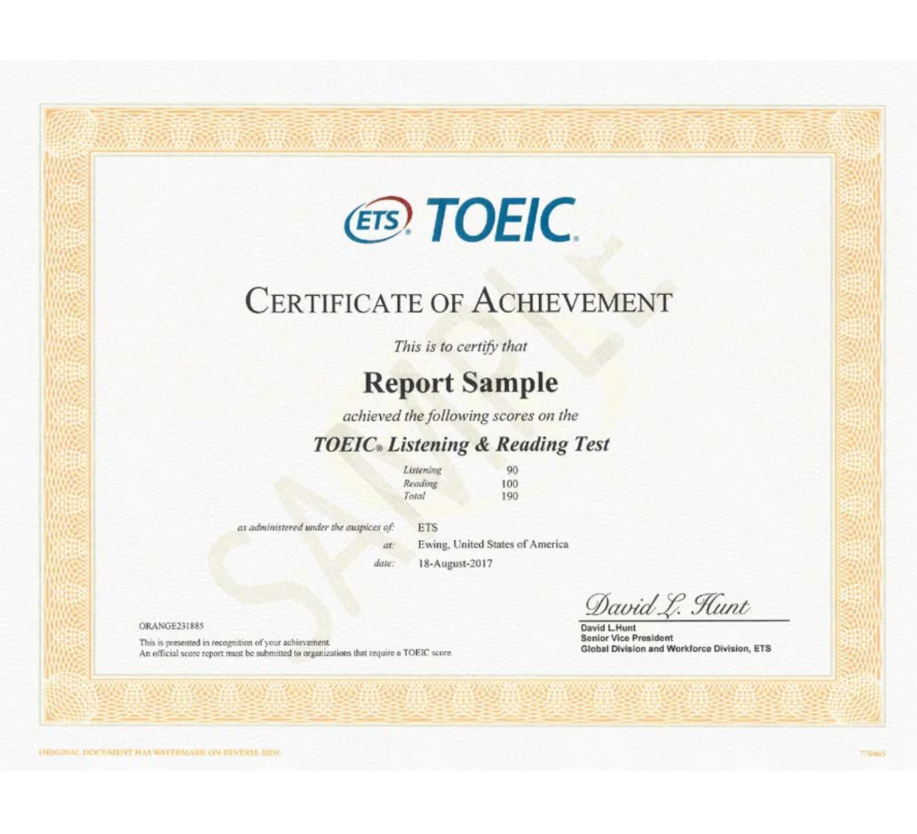 ETS® TOEIC®
CERTIFICATE OF ACHIEVEMENT
This is to certify that
Report Sample
achieved the following scores on the
TOEIC® Listening & Reading Test
Listening 90
Reading 100
Total 190
as administered under the auspices of: ETS
at: Ewing, United States of America
date: 18-August-2017
SAMPLE
David L. Hunt
David L.Hunt
Senior Vice President
Global Division and Workforce Division, ETS
ORANGE231885
This is presented in recognition of your achievement.
An official score report must be submitted to organizations that require a TOEIC score.
ORIGINAL DOCUMENT HAS WATERMARK ON REVERSE SIDE